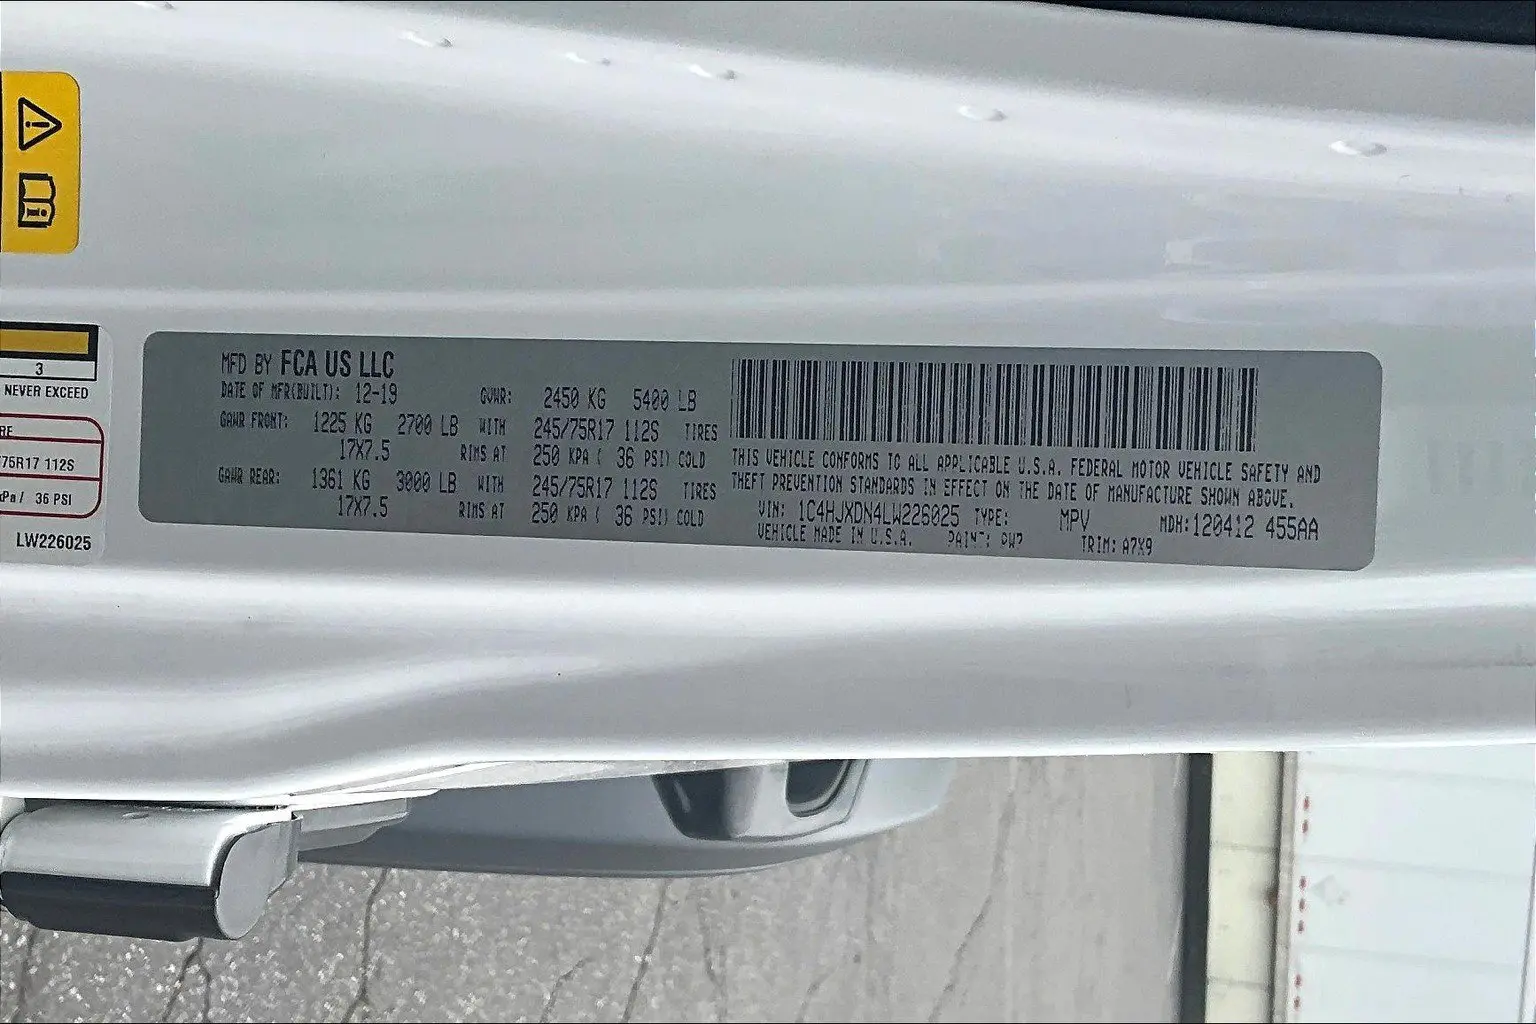 3
NEVER EXCEED
RE
/75R17 112S
kPa / 36 PSI
LW226025
MFD BY FCA US LLC
DATE OF MFR(BUILT): 12-19 GVWR: 2450 KG 5400 LB
GAWR FRONT: 1225 KG 2700 LB WITH 245/75R17 112S TIRES
17X7.5 RIMS AT 250 KPA ( 36 PSI) COLD
GAWR REAR: 1361 KG 3000 LB WITH 245/75R17 112S TIRES
17X7.5 RIMS AT 250 KPA ( 36 PSI) COLD
THIS VEHICLE CONFORMS TO ALL APPLICABLE U.S.A. FEDERAL MOTOR VEHICLE SAFETY AND
THEFT PREVENTION STANDARDS IN EFFECT ON THE DATE OF MANUFACTURE SHOWN ABOVE.
VIN: 1C4HJXDN4LW226025 TYPE: MPV MDH: 120412 455AA
VEHICLE MADE IN U.S.A. PAINT: PW7 TRIM: A7X9